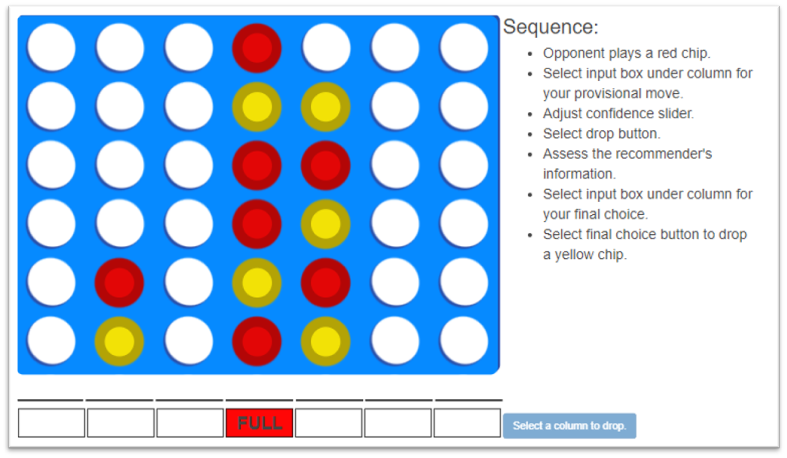 Sequence:
Opponent plays a red chip.
Select input box under column for
your provisional move.
Adjust confidence slider.
Select drop button.
Assess the recommender's
information.
Select input box under column for
your final choice.
Select final choice button to drop
a yellow chip.
FULL
Select a column to drop.